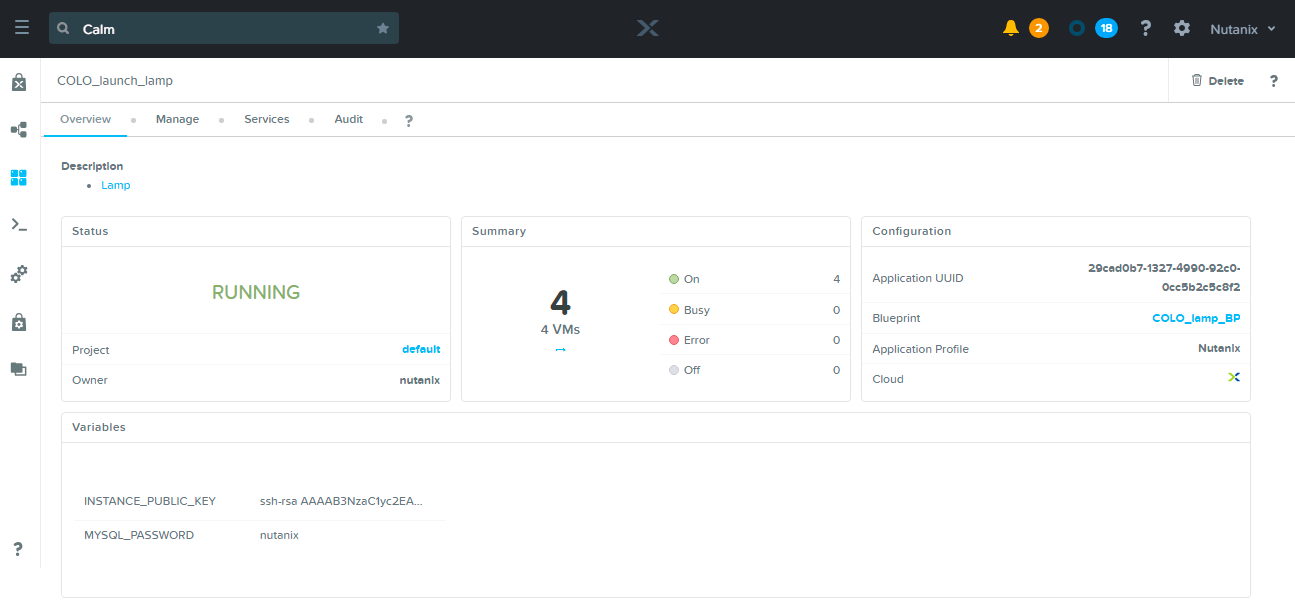 Calm
2
18
?
Nutanix
COLO_launch_lamp
Delete
?
Overview
Manage
Services
Audit
?
Description
Lamp
Status
RUNNING
Project default
Owner nutanix
Summary
4
4 VMs
On 4
Busy 0
Error 0
Off 0
Configuration
Application UUID 29cad0b7-1327-4990-92c0-
0cc5b2c5c8f2
Blueprint COLO_lamp_BP
Application Profile Nutanix
Cloud
Variables
INSTANCE_PUBLIC_KEY ssh-rsa AAAAB3NzaC1yc2EA...
MYSQL_PASSWORD nutanix
?